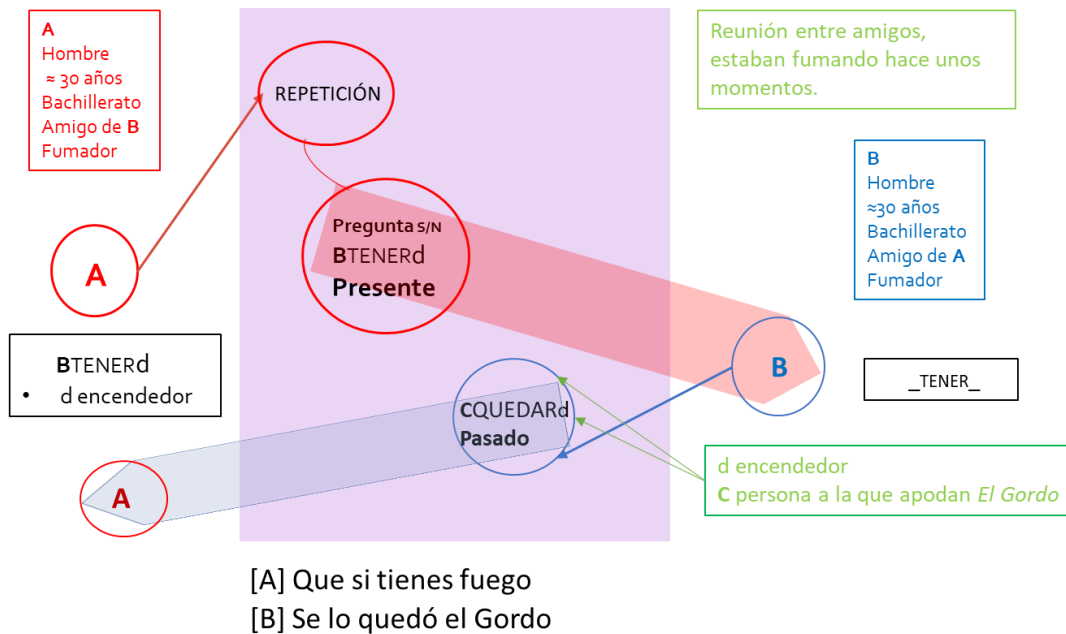 A
Hombre
≈ 30 años
Bachillerato
Amigo de B
Fumador
REPETICIÓN
Reunión entre amigos,
estaban fumando hace unos
momentos.
B
Hombre
≈30 años
Bachillerato
Amigo de A
Fumador
A
Pregunta s/N
BTENERd
Presente
BTENERd
• d encendedor
B
_TENER_
CQUEDARd
Pasado
A
d encendedor
C persona a la que apodan El Gordo
[A] Que si tienes fuego
[B] Se lo quedó el Gordo